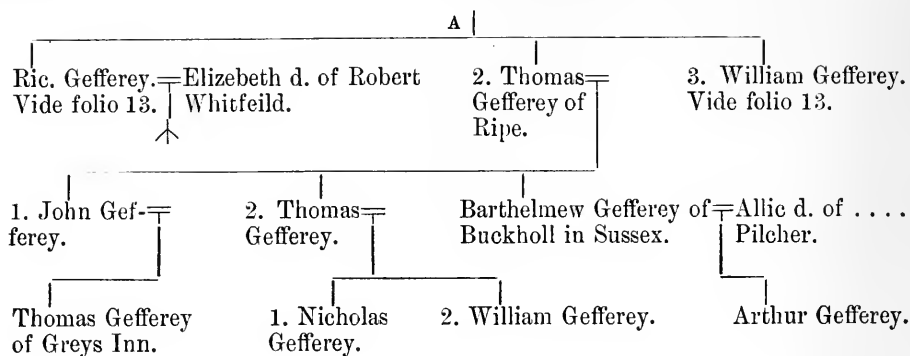 A
Ric. Gefferey. Elizebeth d. of Robert
Vide folio 13. Whitfeild.
2. Thomas
Gefferey of
Ripe.
3. William Gefferey.
Vide folio 13.
1. John Gef-
ferey.
2. Thomas
Gefferey.
Barthelmew Gefferey of
Buckholl in Sussex.
Allic d. of ....
Pilcher.
Thomas Gefferey
of Greys Inn.
1. Nicholas
Gefferey.
2. William Gefferey.
Arthur Gefferey.